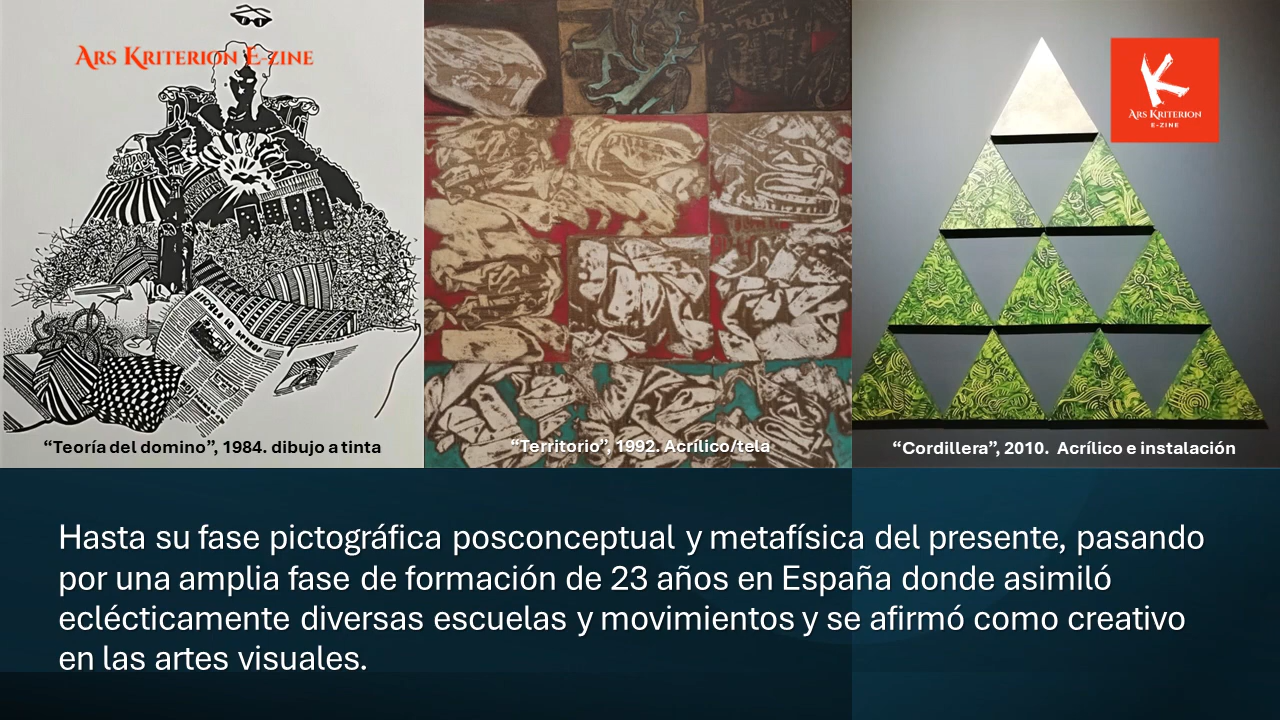 ARS KRITERION E-ZINE
ARS KRITERION
E-ZINE
“Teoría del domino”, 1984. dibujo a tinta
“Territorio”, 1992. Acrílico/tela
“Cordillera”, 2010. Acrílico e instalación
Hasta su fase pictográfica posconceptual y metafísica del presente, pasando
por una amplia fase de formación de 23 años en España donde asimiló
eclécticamente diversas escuelas y movimientos y se afirmó como creativo
en las artes visuales.